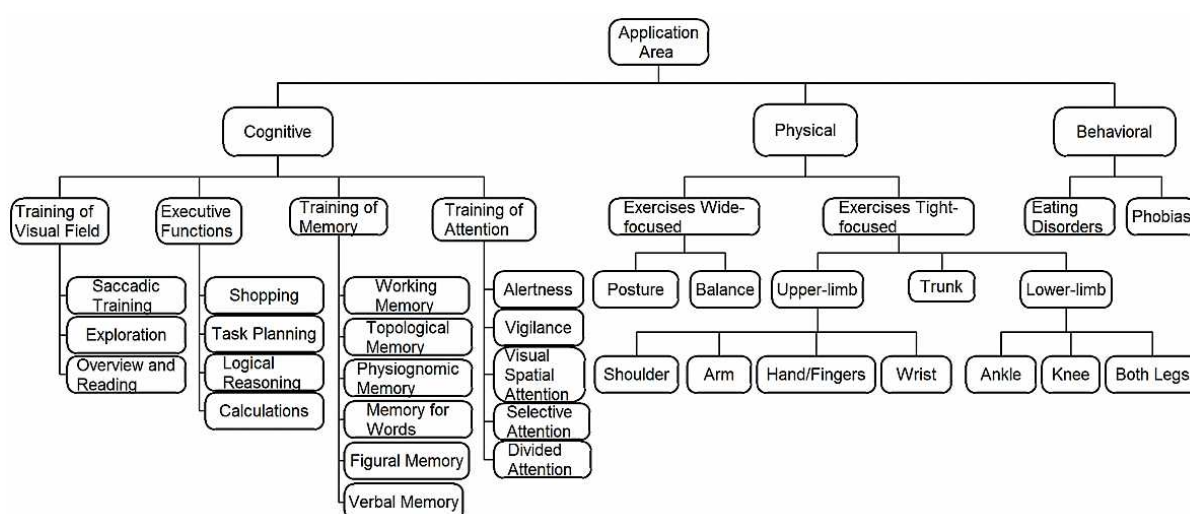 Application
Area
Cognitive
Physical
Behavioral
Training of
Visual Field
Executive
Functions
Training of
Memory
Training of
Attention
Exercises Wide-
focused
Exercises Tight-
focused
Eating
Disorders
Phobias
Saccadic
Training
Exploration
Overview and
Reading
Shopping
Task Planning
Logical
Reasoning
Calculations
Working
Memory
Topological
Memory
Physiognomic
Memory
Memory for
Words
Figural Memory
Verbal Memory
Alertness
Vigilance
Visual
Spatial
Attention
Selective
Attention
Divided
Attention
Posture
Balance
Upper-limb
Trunk
Lower-limb
Shoulder
Arm
Hand/Fingers
Wrist
Ankle
Knee
Both Legs